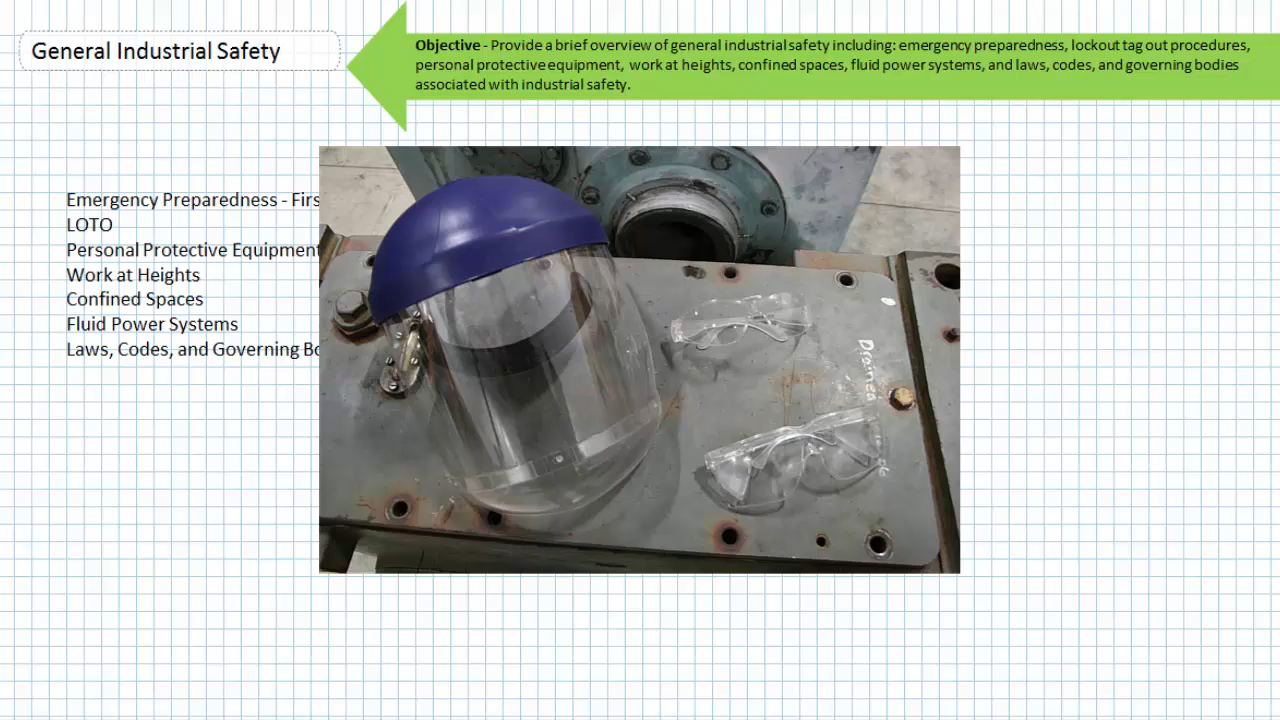 General Industrial Safety
Objective - Provide a brief overview of general industrial safety including: emergency preparedness, lockout tag out procedures,
personal protective equipment, work at heights, confined spaces, fluid power systems, and laws, codes, and governing bodies
associated with industrial safety.
Emergency Preparedness - Firs
LOTO
Personal Protective Equipment
Work at Heights
Confined Spaces
Fluid Power Systems
Laws, Codes, and Governing Bo